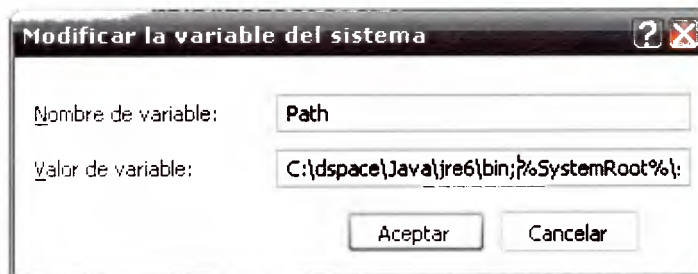 Modificar la variable del sistema
Nombre de variable: Path
Valor de variable: C:\dspace\Java\jre6\bin;%SystemRoot%\s
Aceptar Cancelar